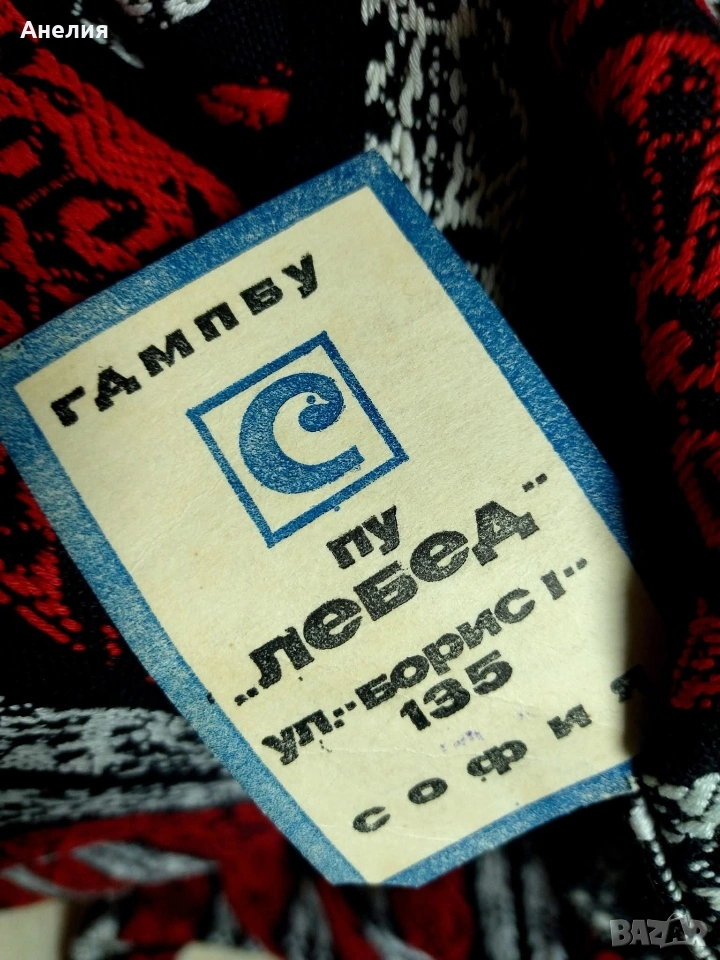 Анелия
ГАМПБУ
С
ПУ
„ЛЕБЕД"
УЛ.-БОРИС I"
135
СОФИЯ
BAZAR